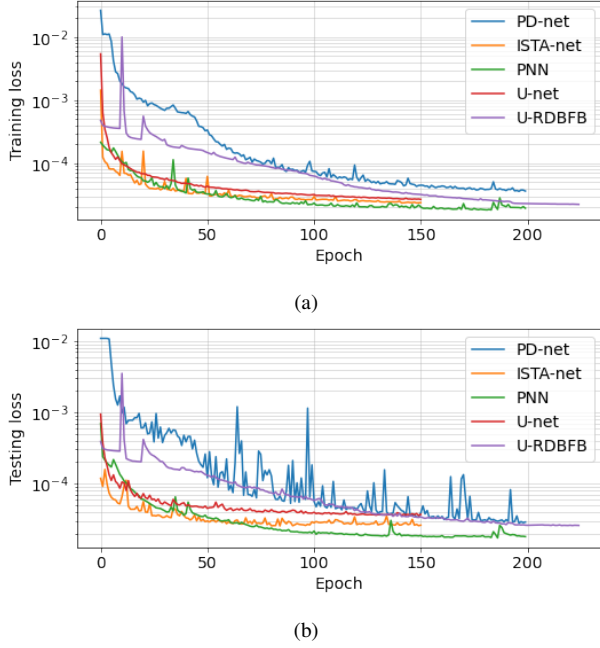 PD-net
ISTA-net
PNN
U-net
U-RDBFB
10⁻²
10⁻³
10⁻⁴
Training loss
0 50 100 150 200
Epoch
(a)
PD-net
ISTA-net
PNN
U-net
U-RDBFB
10⁻²
10⁻³
10⁻⁴
Testing loss
0 50 100 150 200
Epoch
(b)